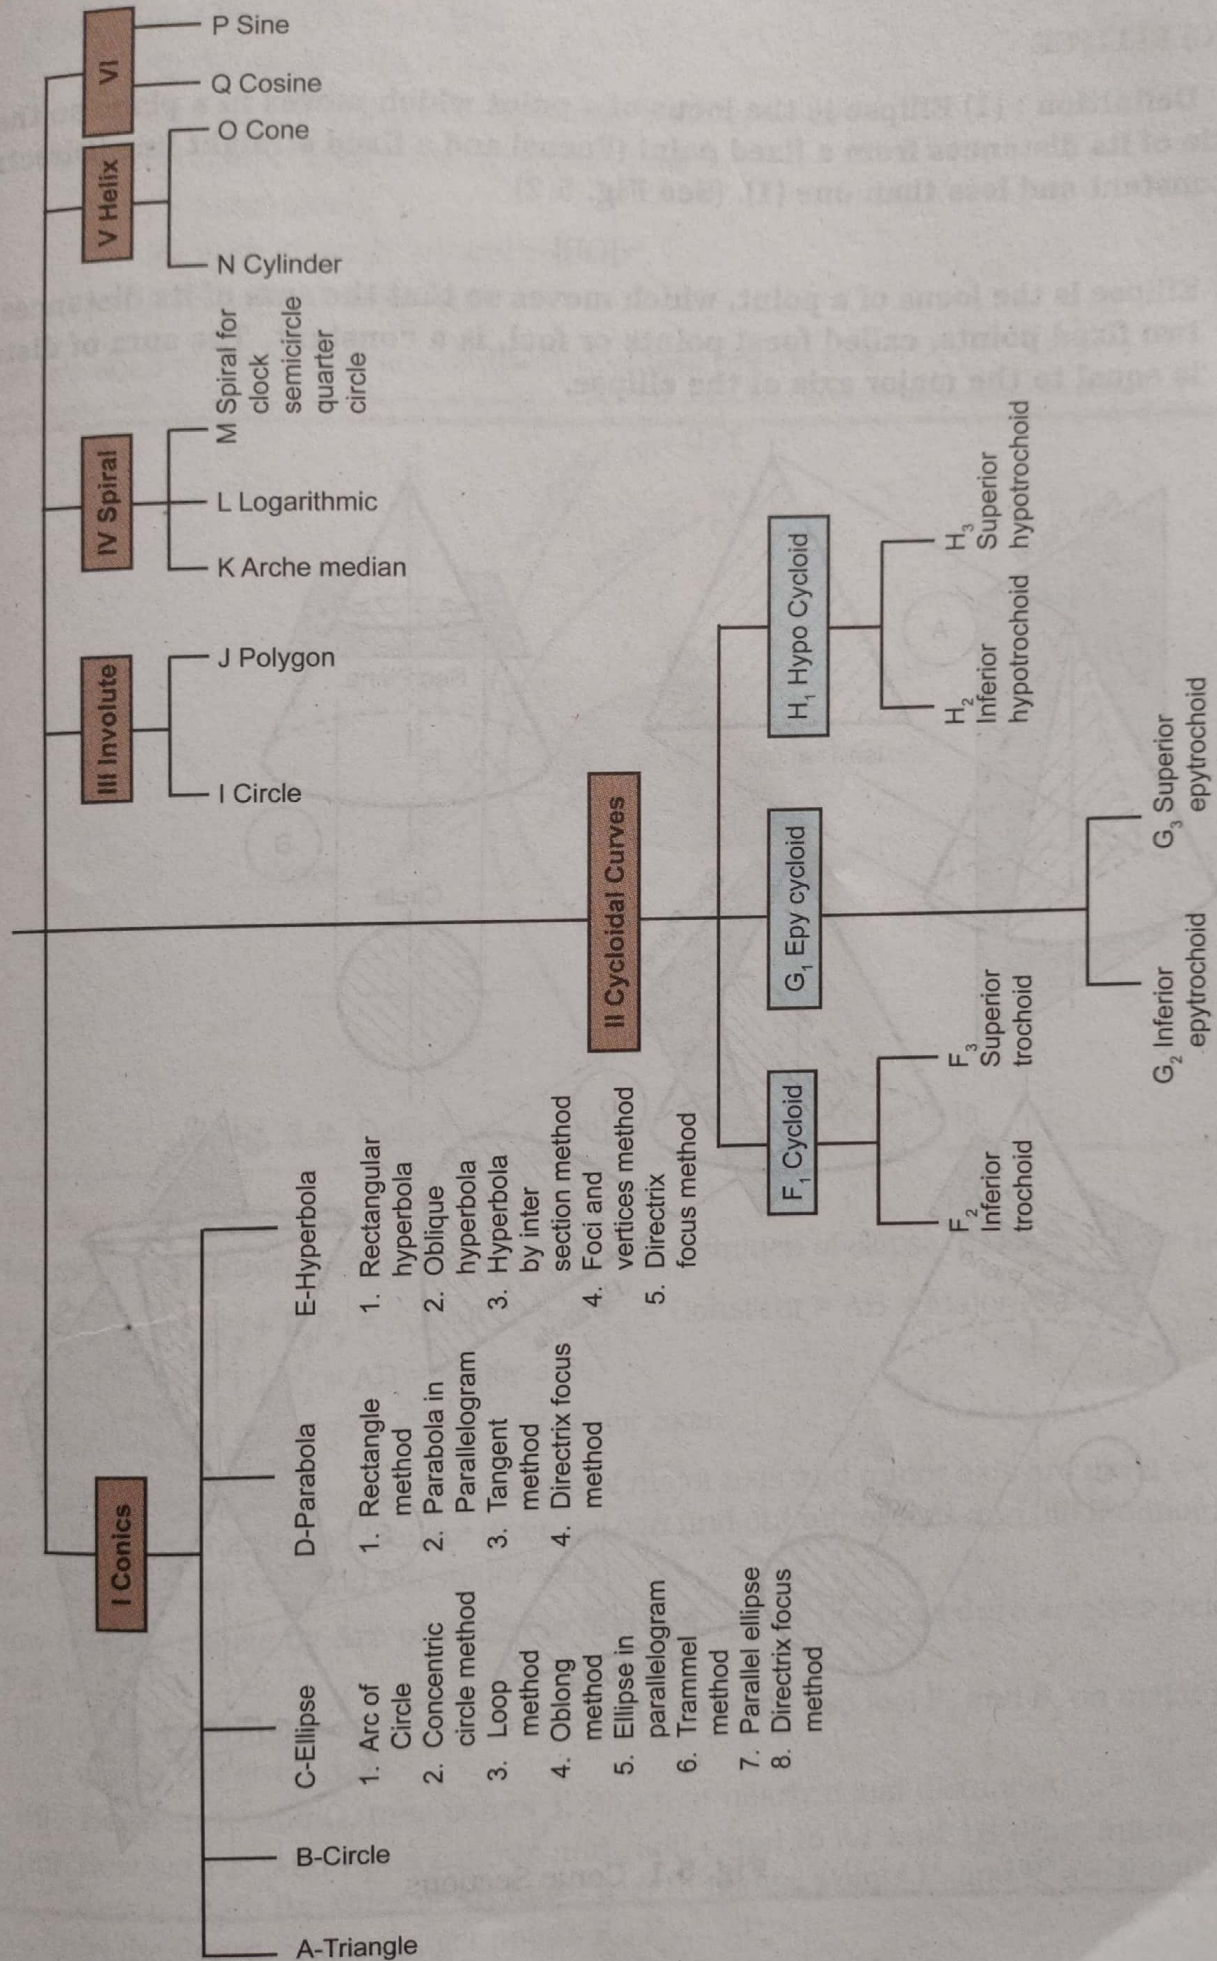 I Conics
A-Triangle
B-Circle
C-Ellipse
1. Arc of
Circle
2. Concentric
circle method
3. Loop
method
4. Oblong
method
5. Ellipse in
parallelogram
6. Trammel
method
7. Parallel ellipse
8. Directrix focus
method
D-Parabola
1. Rectangle
method
2. Parabola in
Parallelogram
3. Tangent
method
4. Directrix focus
method
E-Hyperbola
1. Rectangular
hyperbola
2. Oblique
hyperbola
3. Hyperbola
by inter
section method
4. Foci and
vertices method
5. Directrix
focus method
II Cycloidal Curves
F₁ Cycloid
F₂
Inferior
trochoid
F₃
Superior
trochoid
G₁ Epy cycloid
G₂ Inferior
epytrochoid
G₃ Superior
epytrochoid
H₁ Hypo Cycloid
H₂
Inferior
hypotrochoid
H₃
Superior
hypotrochoid
III Involute
I Circle
J Polygon
IV Spiral
K Arche median
L Logarithmic
M Spiral for
clock
semicircle
quarter
circle
V Helix
N Cylinder
O Cone
VI
Q Cosine
P Sine